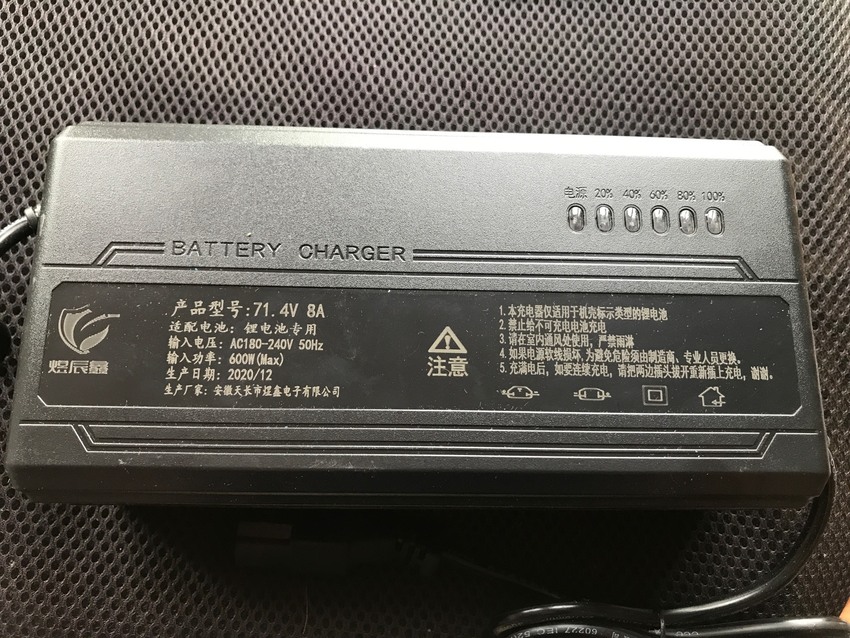 电源 20% 40% 60% 80% 100%
BATTERY CHARGER
煜辰鑫
产品型号:71.4V 8A
适配电池: 锂电池专用
输入电压: AC180-240V 50Hz
输入功率: 600W(Max)
生产日期: 2020/12
生产厂家: 安徽天长市煜鑫电子有限公司
注意
1.本充电器仅适用于机壳标示类型的锂电池
2.禁止给不可充电电池充电
3.请在室内通风处使用，严禁雨淋
4.如果电源软线损坏，为避免危险须由制造商、专业人员更换。
5.充满电后，如要连续充电，请把两边插头拔开重新插上充电，谢谢。
60227 IEC 52